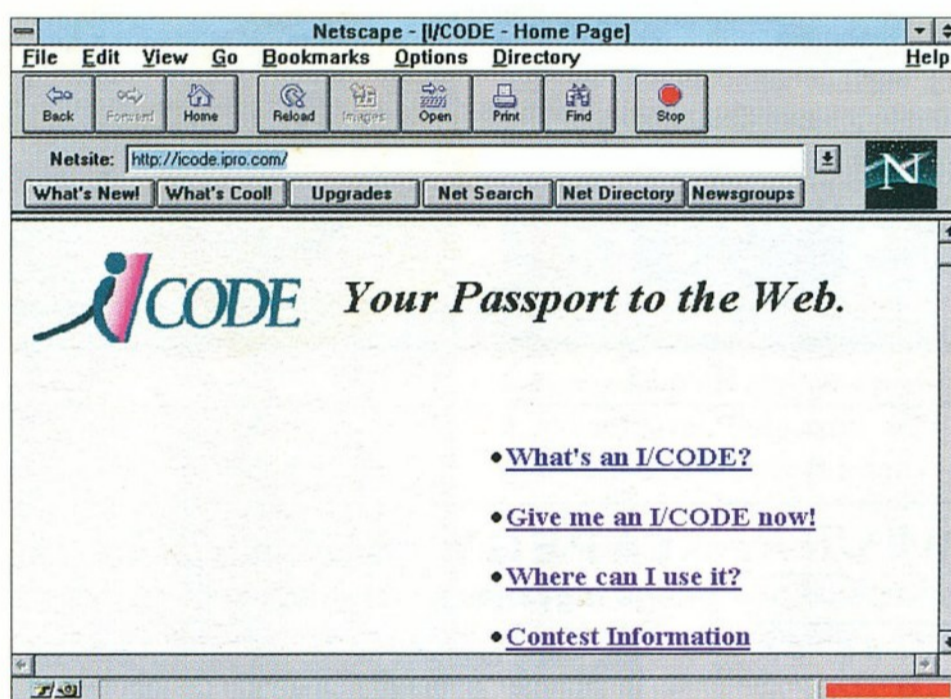 Netscape - [I/CODE - Home Page]
File Edit View Go Bookmarks Options Directory Help
Back Forward Home Reload Images Open Print Find Stop
Netsite: http://icode.ipro.com/
N
What's New! What's Cool! Upgrades Net Search Net Directory Newsgroups
i/CODE Your Passport to the Web.
•What's an I/CODE?
•Give me an I/CODE now!
•Where can I use it?
•Contest Information